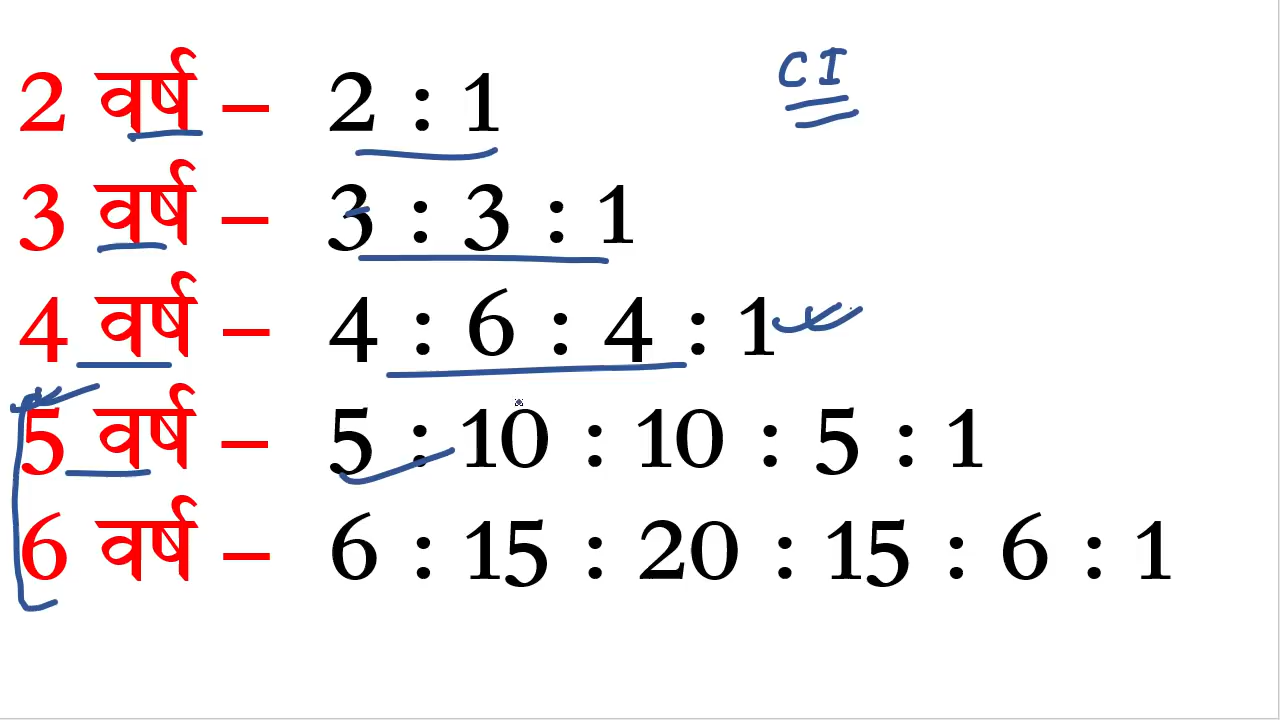 2 वर्ष – 2 : 1
CI
3 वर्ष – 3 : 3 : 1
4 वर्ष – 4 : 6 : 4 : 1
5 वर्ष – 5 : 10 : 10 : 5 : 1
6 वर्ष – 6 : 15 : 20 : 15 : 6 : 1